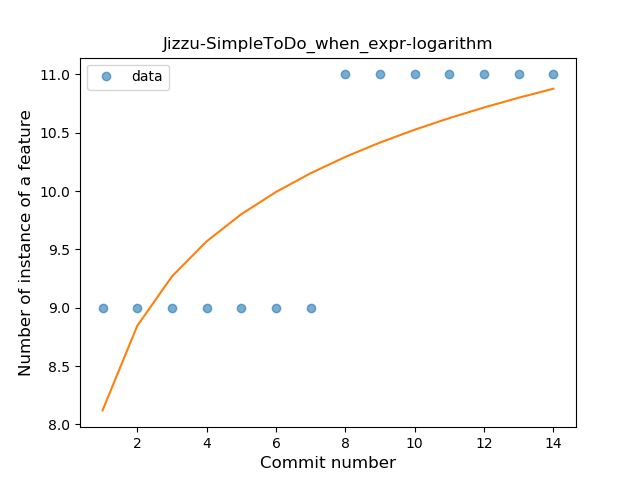 Jizzu-SimpleToDo_when_expr-logarithm
data
Number of instance of a feature
11.0
10.5
10.0
9.5
9.0
8.5
8.0
2 4 6 8 10 12 14
Commit number